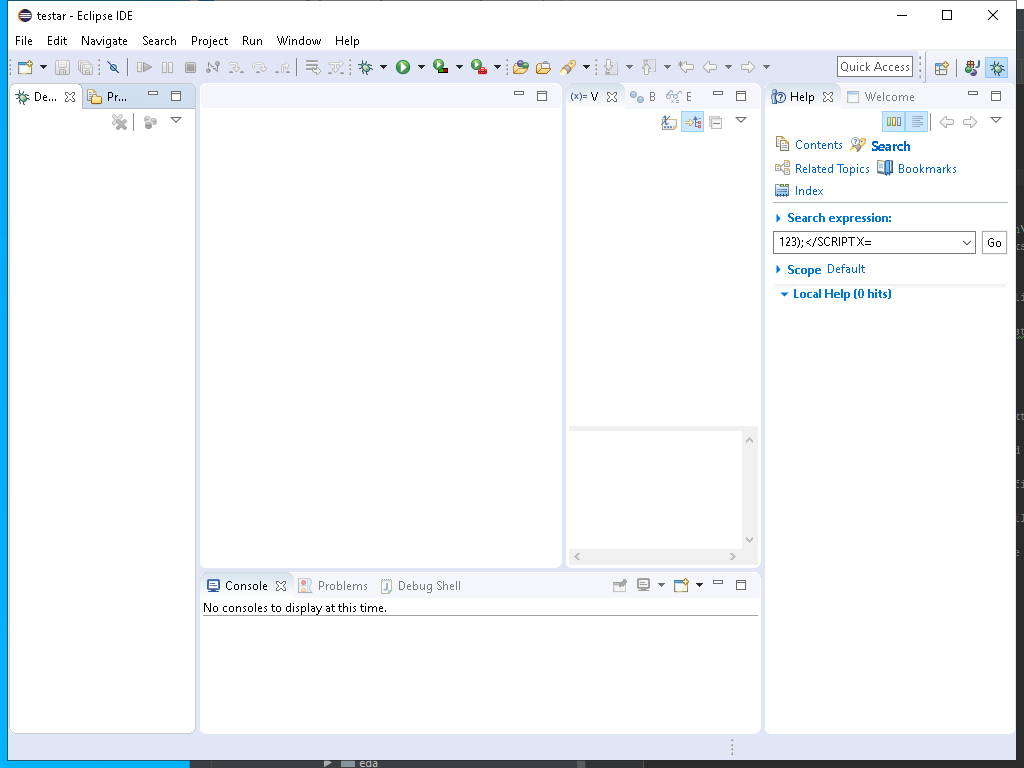 testar - Eclipse IDE
File Edit Navigate Search Project Run Window Help
Quick Access
De... Pr... (x)= V B E Help Welcome
Contents Search
Related Topics Bookmarks
Index
Search expression:
123);</SCRIPT X= Go
Scope Default
Local Help (0 hits)
Console Problems Debug Shell
No consoles to display at this time.
eda